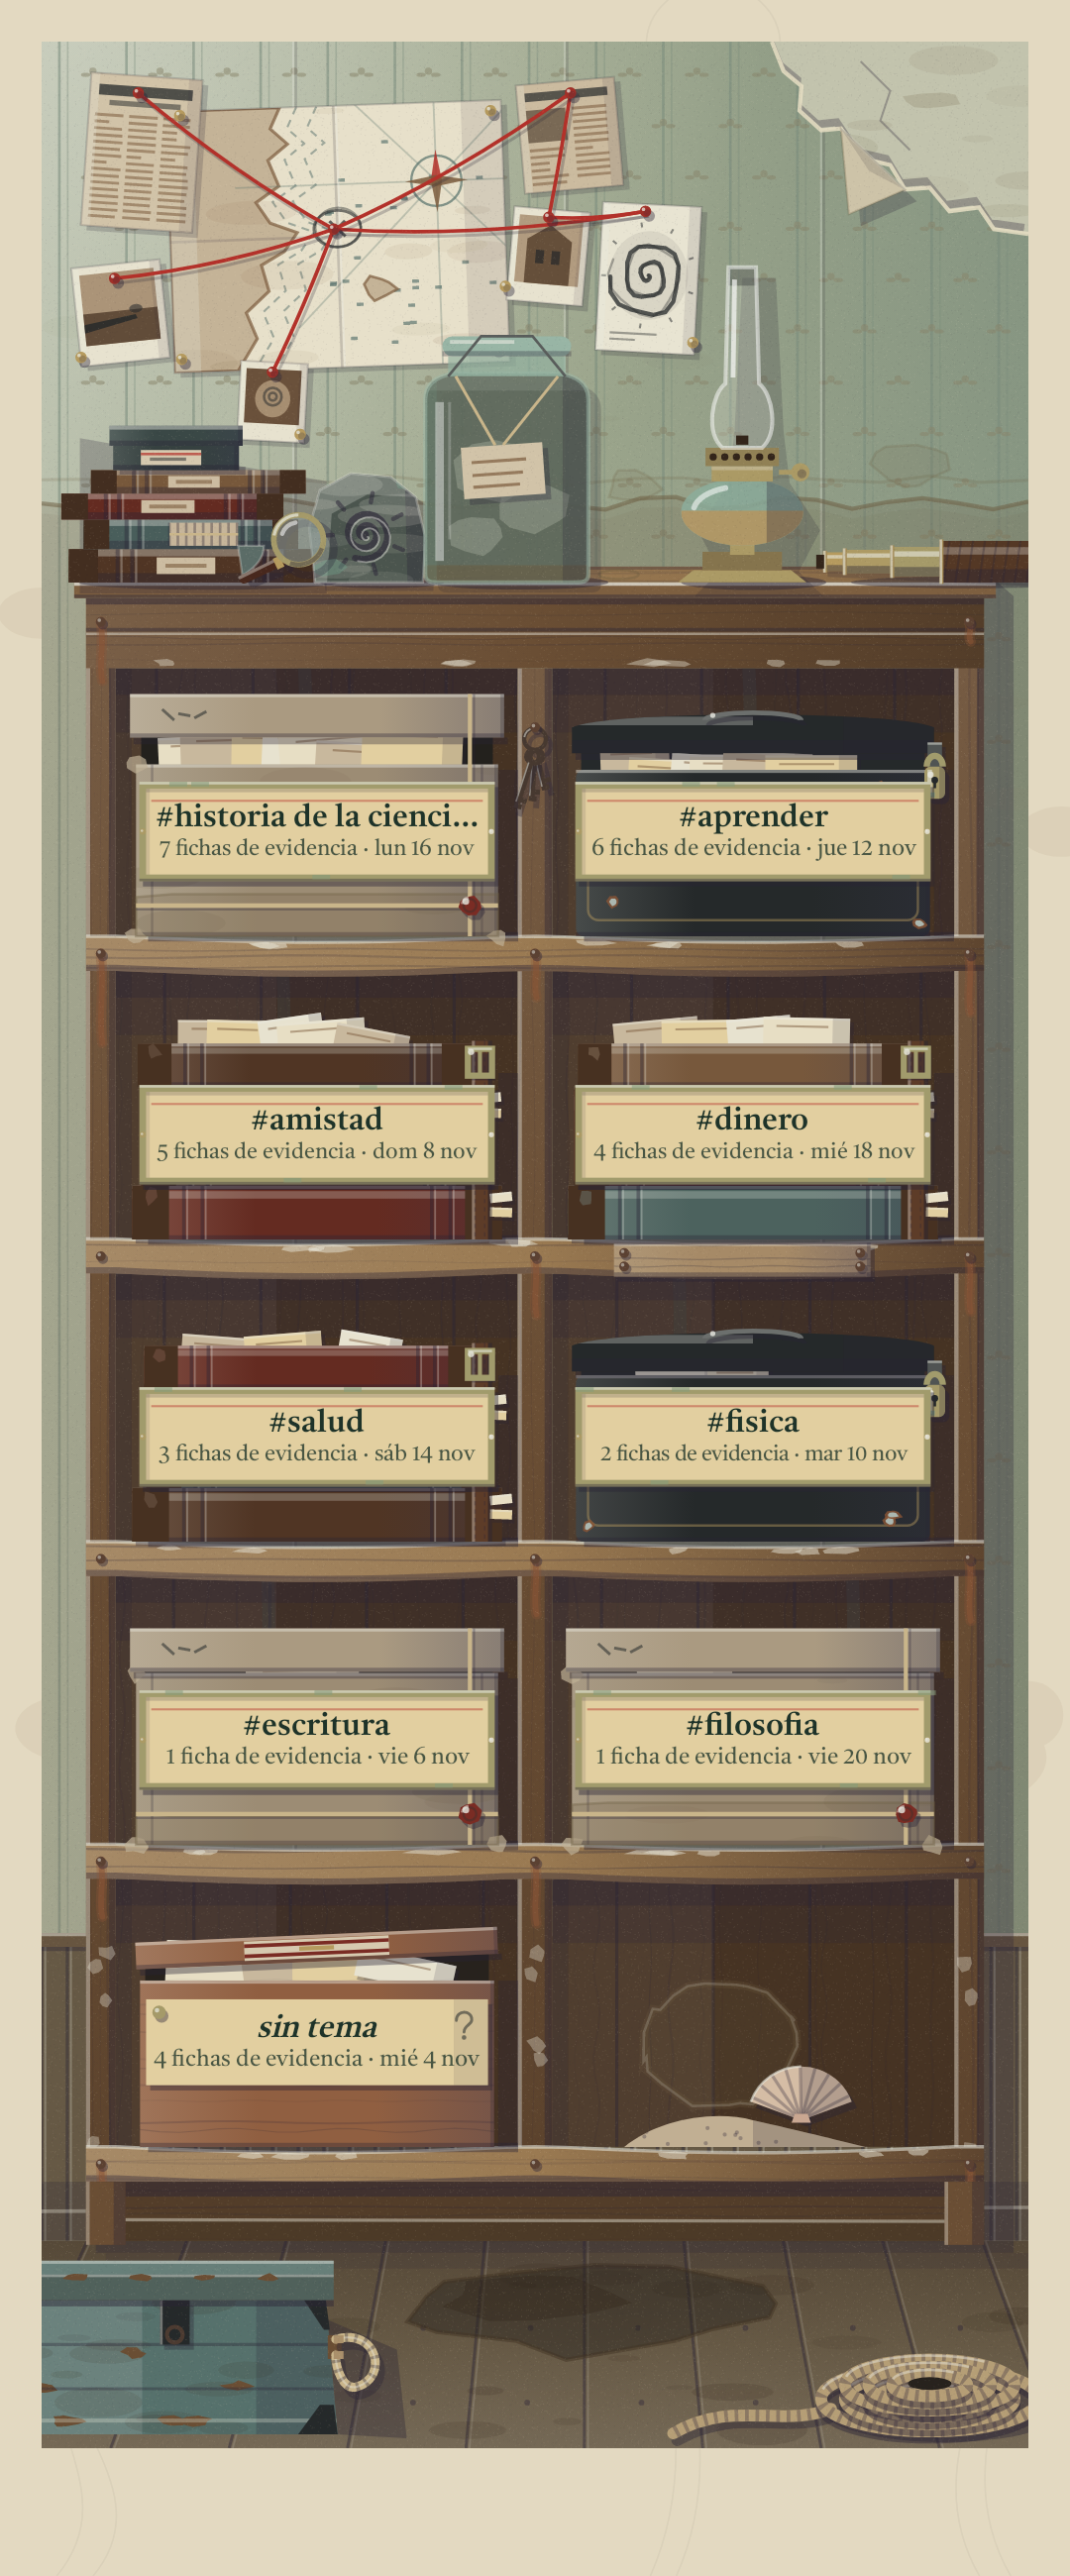 #historia de la cienci...
7 fichas de evidencia · lun 16 nov
#aprender
6 fichas de evidencia · jue 12 nov
#amistad
5 fichas de evidencia · dom 8 nov
#dinero
4 fichas de evidencia · mié 18 nov
#salud
3 fichas de evidencia · sáb 14 nov
#fisica
2 fichas de evidencia · mar 10 nov
#escritura
1 ficha de evidencia · vie 6 nov
#filosofia
1 ficha de evidencia · vie 20 nov
sin tema
?
4 fichas de evidencia · mié 4 nov